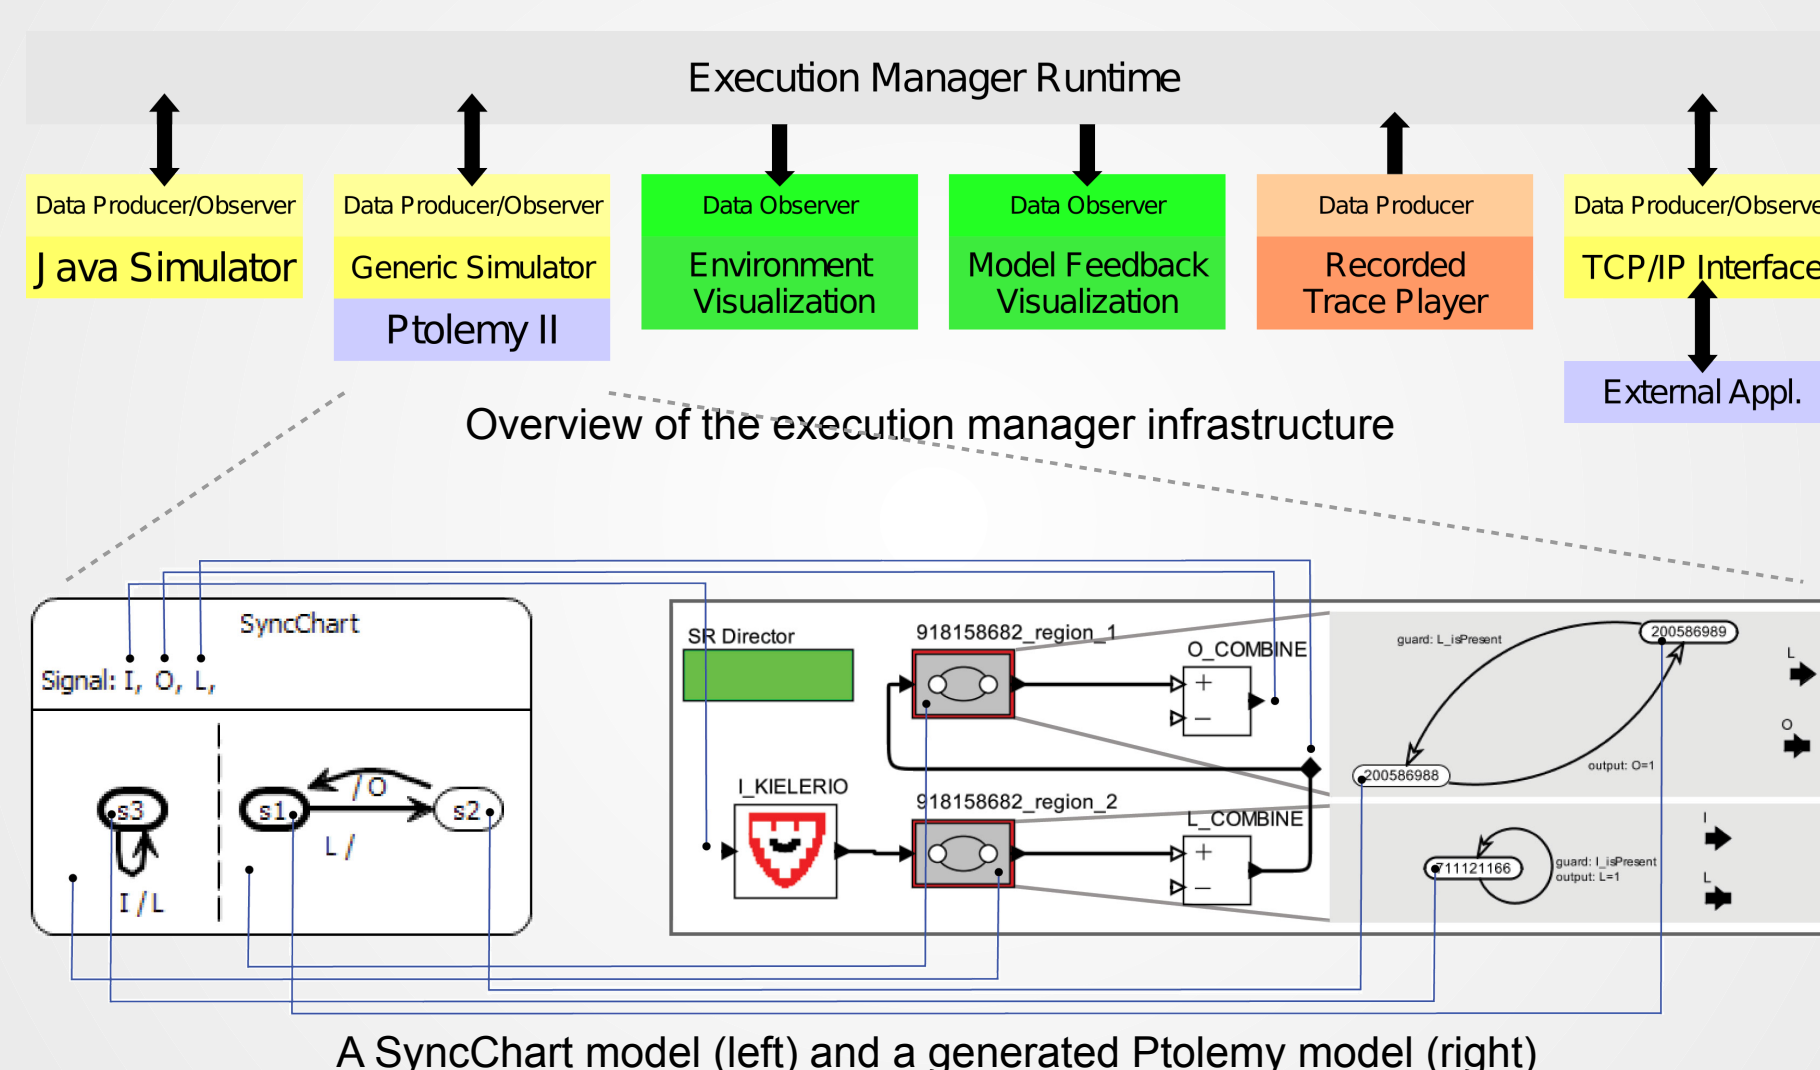 Execution Manager Runtime
Data Producer/Observer
Java Simulator
Data Producer/Observer
Generic Simulator
Ptolemy II
Data Observer
Environment
Visualization
Data Observer
Model Feedback
Visualization
Data Producer
Recorded
Trace Player
Data Producer/Observe
TCP/IP Interface
External Appl.
Overview of the execution manager infrastructure
SyncChart
Signal: I, O, L,
s3
I / L
s1
/ O
s2
L /
SR Director
918158682_region_1
O_COMBINE
+
−
I_KIELERIO
918158682_region_2
L_COMBINE
+
−
guard: L_isPresent
200586989
200586988
output: O=1
L
O
711121166
guard: I_isPresent
output: L=1
I
L
A SyncChart model (left) and a generated Ptolemy model (right)